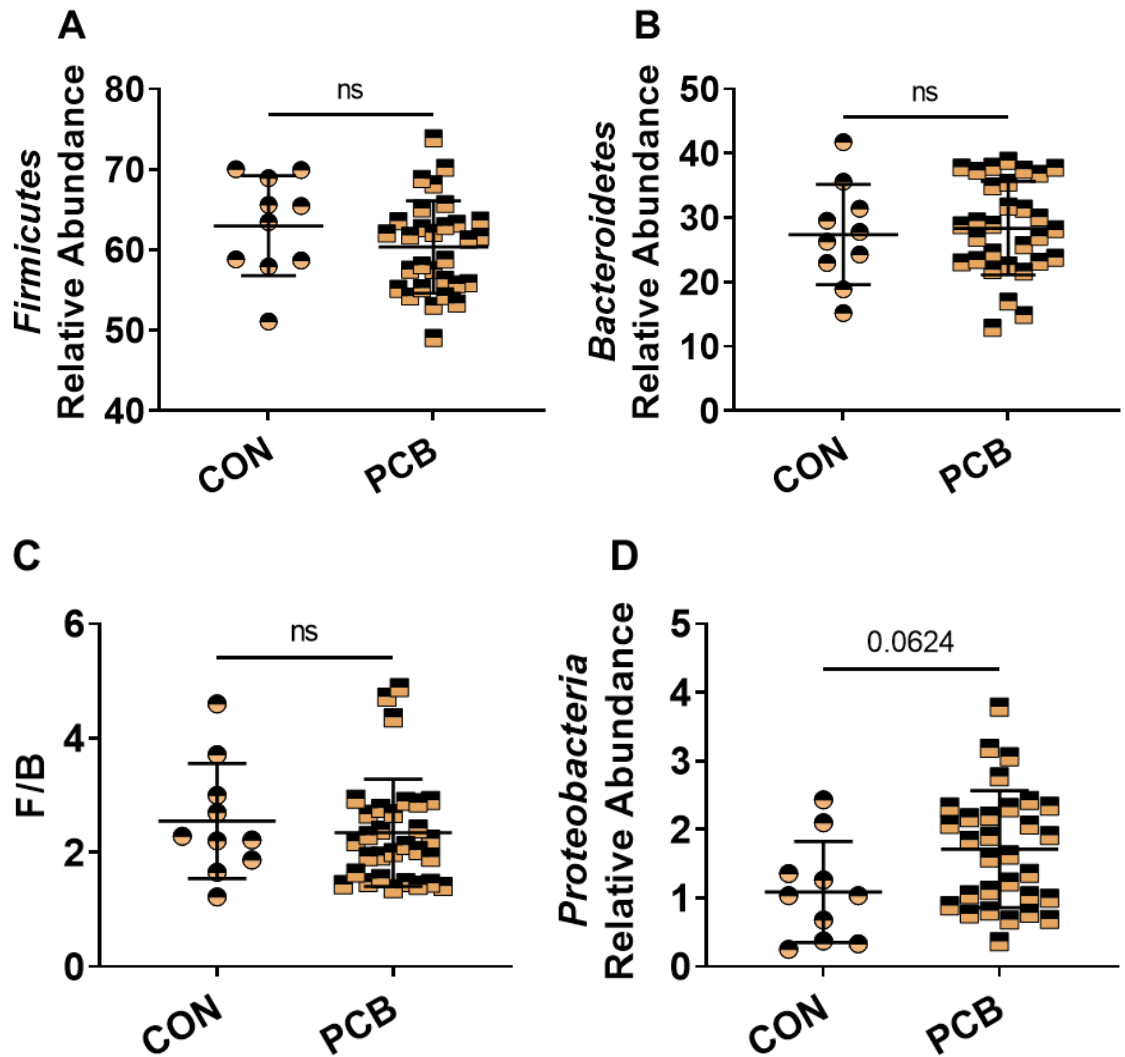 A
Firmicutes
Relative Abundance
80
70
60
50
40
ns
CON
PCB
B
Bacteroidetes
Relative Abundance
50
40
30
20
10
0
ns
CON
PCB
C
F/B
6
4
2
0
ns
CON
PCB
D
Proteobacteria
Relative Abundance
5
4
3
2
1
0
0.0624
CON
PCB